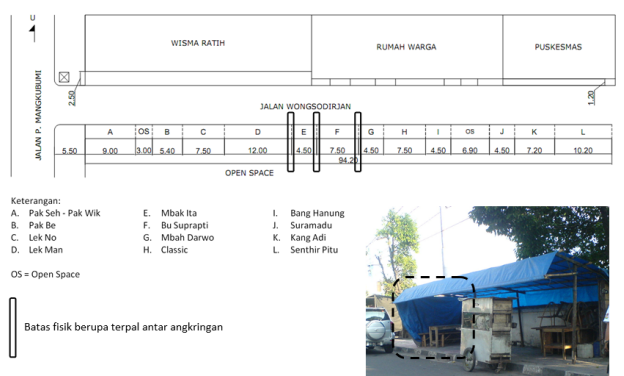 U
WISMA RATIH
RUMAH WARGA
PUSKESMAS
JALAN P. MANGKUBUMI
2.50
1.20
JALAN WONGSODIRJAN
A OS B C D E F G H I OS J K L
5.50 9.00 3.00 5.40 7.50 12.00 4.50 7.50 4.50 7.50 4.50 6.90 4.50 7.20 10.20
94.20
OPEN SPACE
Keterangan:
A. Pak Seh - Pak Wik
B. Pak Be
C. Lek No
D. Lek Man
E. Mbak Ita
F. Bu Suprapti
G. Mbah Darwo
H. Classic
I. Bang Hanung
J. Suramadu
K. Kang Adi
L. Senthir Pitu
OS = Open Space
Batas fisik berupa terpal antar angkringan